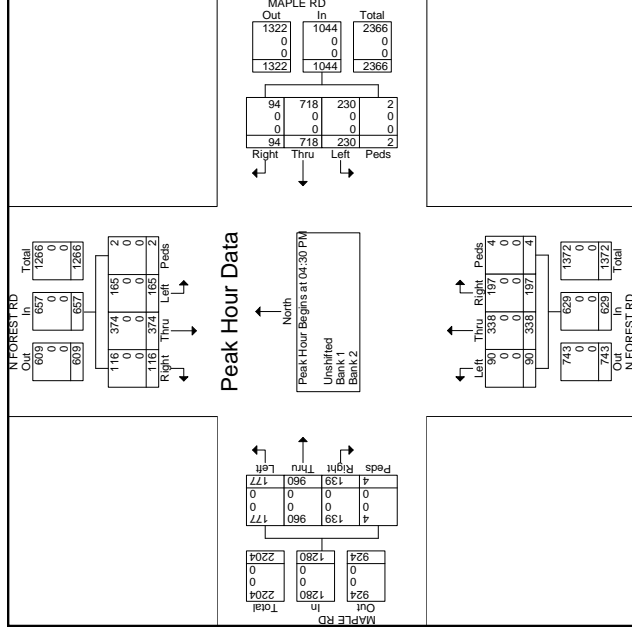 MAPLE RD
Out In Total
1322 1044 2366
0 0 0
0 0 0
1322 1044 2366
94 718 230 2
0 0 0 0
0 0 0 0
94 718 230 2
Right Thru Left Peds
N FOREST RD
Out In Total
609 657 1266
0 0 0
0 0 0
609 657 1266
116 374 165 2
0 0 0 0
0 0 0 0
116 374 165 2
Right Thru Left Peds
Peak Hour Data
North
Peak Hour Begins at 04:30 PM
Unshifted
Bank 1
Bank 2
Left Thru Right Peds
90 338 197 4
0 0 0 0
0 0 0 0
90 338 197 4
Out In Total
743 629 1372
0 0 0
0 0 0
743 629 1372
N FOREST RD
Left Thru Right Peds
177 960 139 4
0 0 0 0
0 0 0 0
177 960 139 4
2204 1280 924
0 0 0
0 0 0
2204 1280 924
Total In Out
MAPLE RD